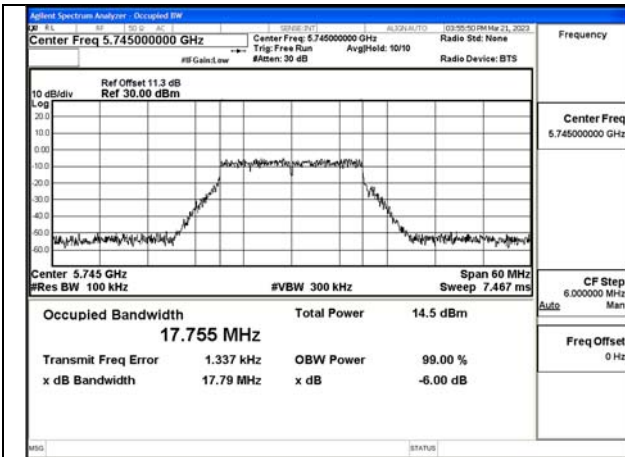 Agilent Spectrum Analyzer - Occupied BW
RL RF 50 Ω AC SENSE:INT ALIGN AUTO 03:55:50 PM Mar 21, 2023
Center Freq 5.745000000 GHz
Center Freq: 5.745000000 GHz
Radio Std: None
Trig: Free Run Avg|Hold: 10/10
#IFGain:Low #Atten: 30 dB Radio Device: BTS
Frequency
Ref Offset 11.3 dB
10 dB/div Ref 30.00 dBm
Log
20.0
10.0
0.00
-10.0
-20.0
-30.0
-40.0
-50.0
-60.0
Center Freq
5.745000000 GHz
Center 5.745 GHz Span 60 MHz
#Res BW 100 kHz #VBW 300 kHz Sweep 7.467 ms
CF Step
6.000000 MHz
Auto Man
Occupied Bandwidth Total Power 14.5 dBm
17.755 MHz
Freq Offset
0 Hz
Transmit Freq Error 1.337 kHz OBW Power 99.00 %
x dB Bandwidth 17.79 MHz x dB -6.00 dB
MSG STATUS